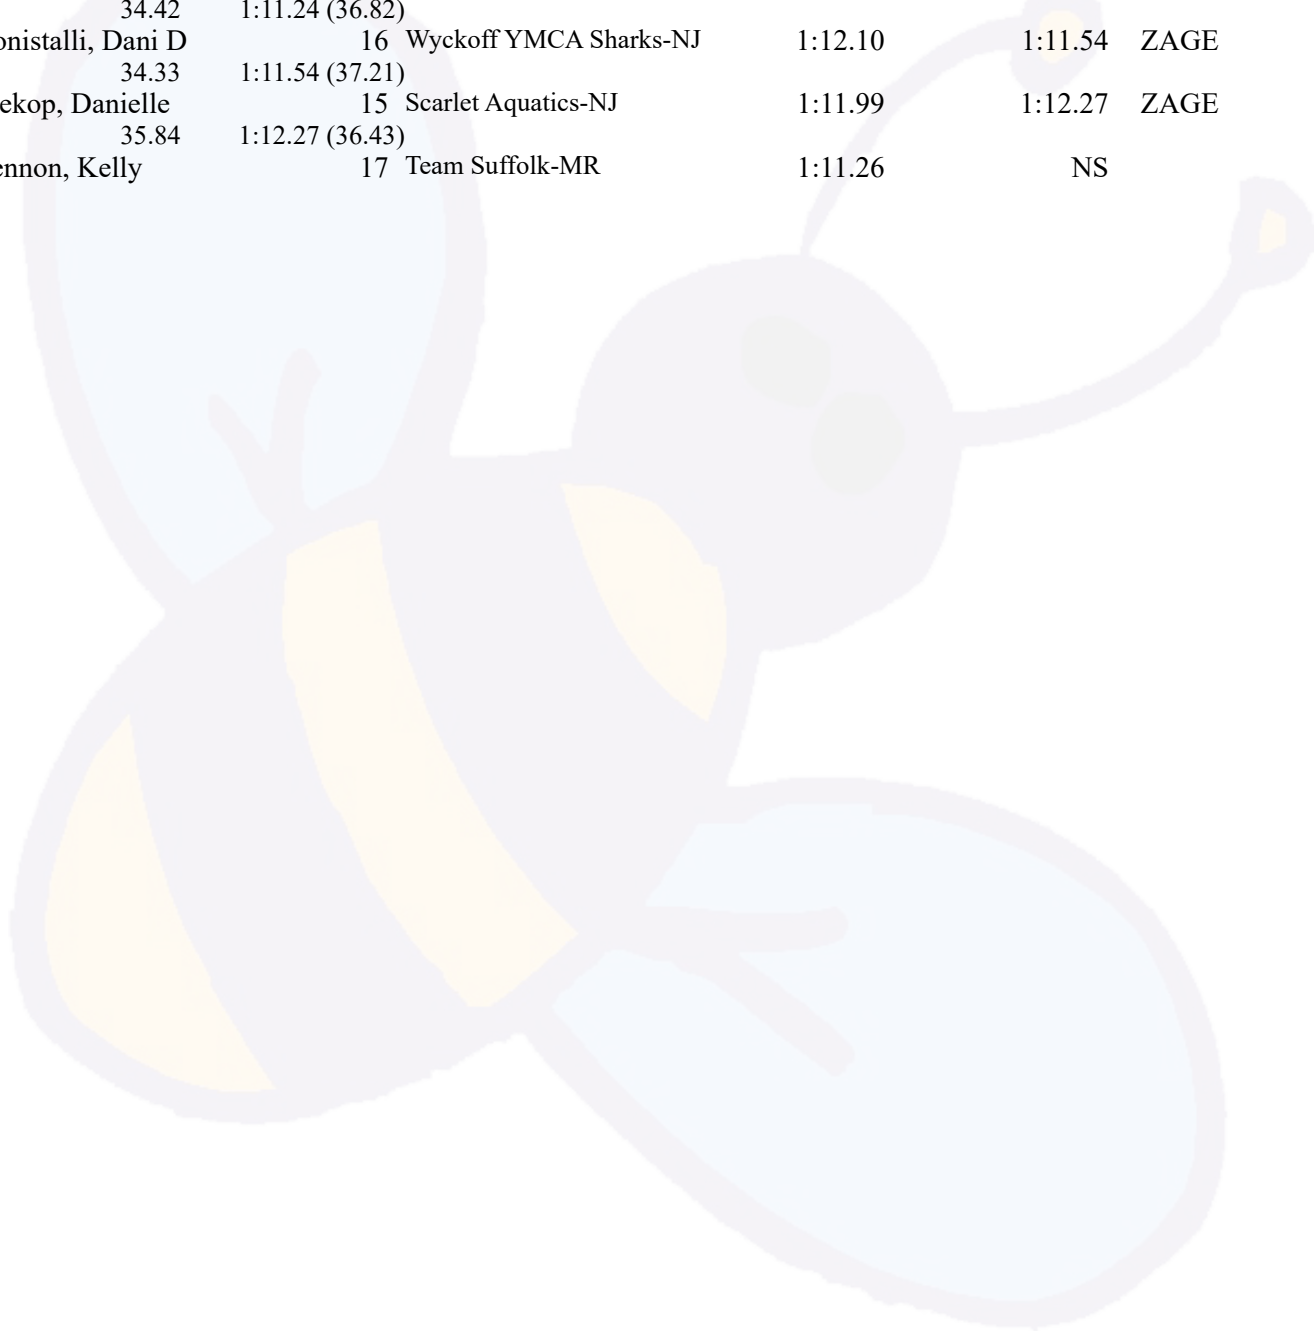 34.42 1:11.24 (36.82)
onistalli, Dani D 16 Wyckoff YMCA Sharks-NJ 1:12.10 1:11.54 ZAGE
34.33 1:11.54 (37.21)
ekop, Danielle 15 Scarlet Aquatics-NJ 1:11.99 1:12.27 ZAGE
35.84 1:12.27 (36.43)
ennon, Kelly 17 Team Suffolk-MR 1:11.26 NS